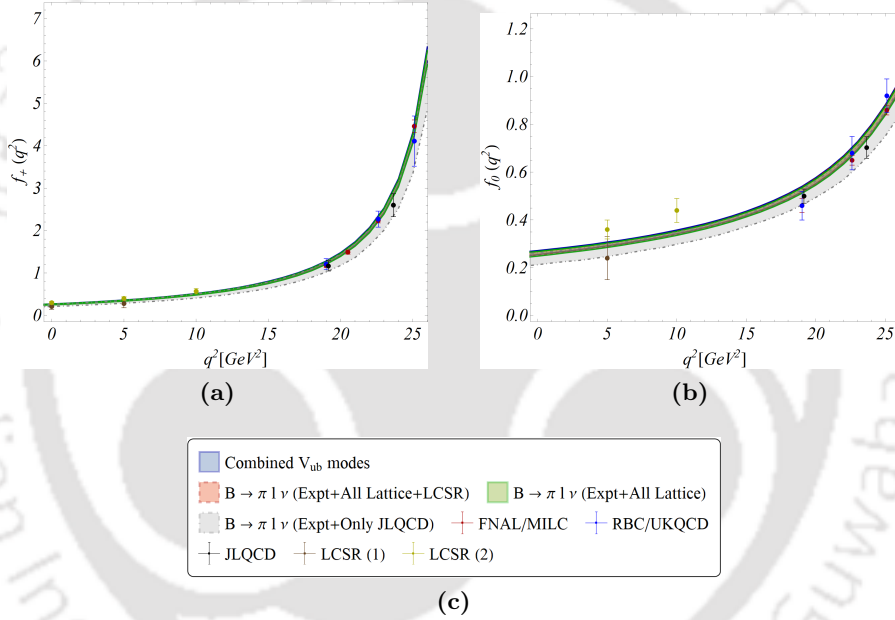 7
6
5
4
3
2
1
0
f₊(q²)
0 5 10 15 20 25
q²[GeV²]
(a)
1.2
1.0
0.8
0.6
0.4
0.2
0.0
f₀(q²)
0 5 10 15 20 25
q²[GeV²]
(b)
Combined V_ub modes
B → π l ν (Expt+All Lattice+LCSR) B → π l ν (Expt+All Lattice)
B → π l ν (Expt+Only JLQCD) FNAL/MILC RBC/UKQCD
JLQCD LCSR (1) LCSR (2)
(c)